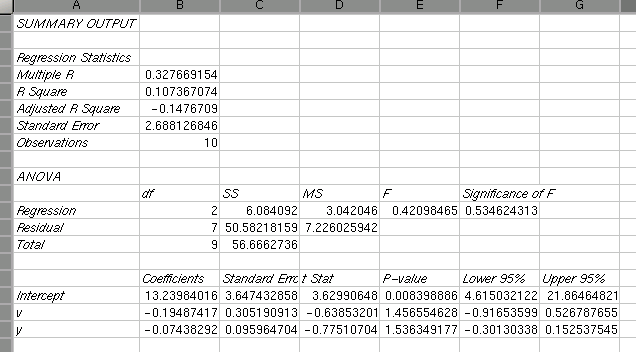 A B C D E F G
SUMMARY OUTPUT
Regression Statistics
Multiple R 0.327669154
R Square 0.107367074
Adjusted R Square -0.1476709
Standard Error 2.688126846
Observations 10
ANOVA
df SS MS F Significance of F
Regression 2 6.084092 3.042046 0.42098465 0.534624313
Residual 7 50.58218159 7.226025942
Total 9 56.6662736
Coefficients Standard Errc t Stat P-value Lower 95% Upper 95%
Intercept 13.23984016 3.647432858 3.62990648 0.008398886 4.615032122 21.86464821
v -0.19487417 0.305190913 -0.63853201 1.456554628 -0.91653599 0.526787655
y -0.07438292 0.095964704 -0.77510704 1.536349177 -0.30130338 0.152537545